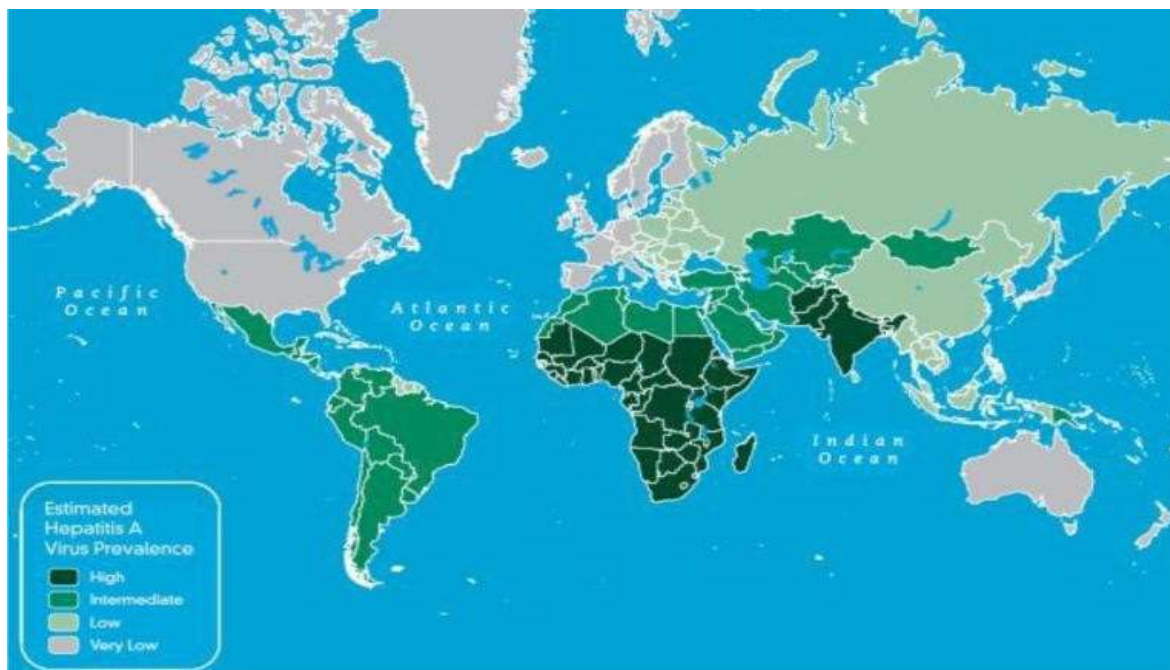 Pacific
Ocean
Atlantic
Ocean
Indian
Ocean
Estimated
Hepatitis A
Virus Prevalence
High
Intermediate
Low
Very Low